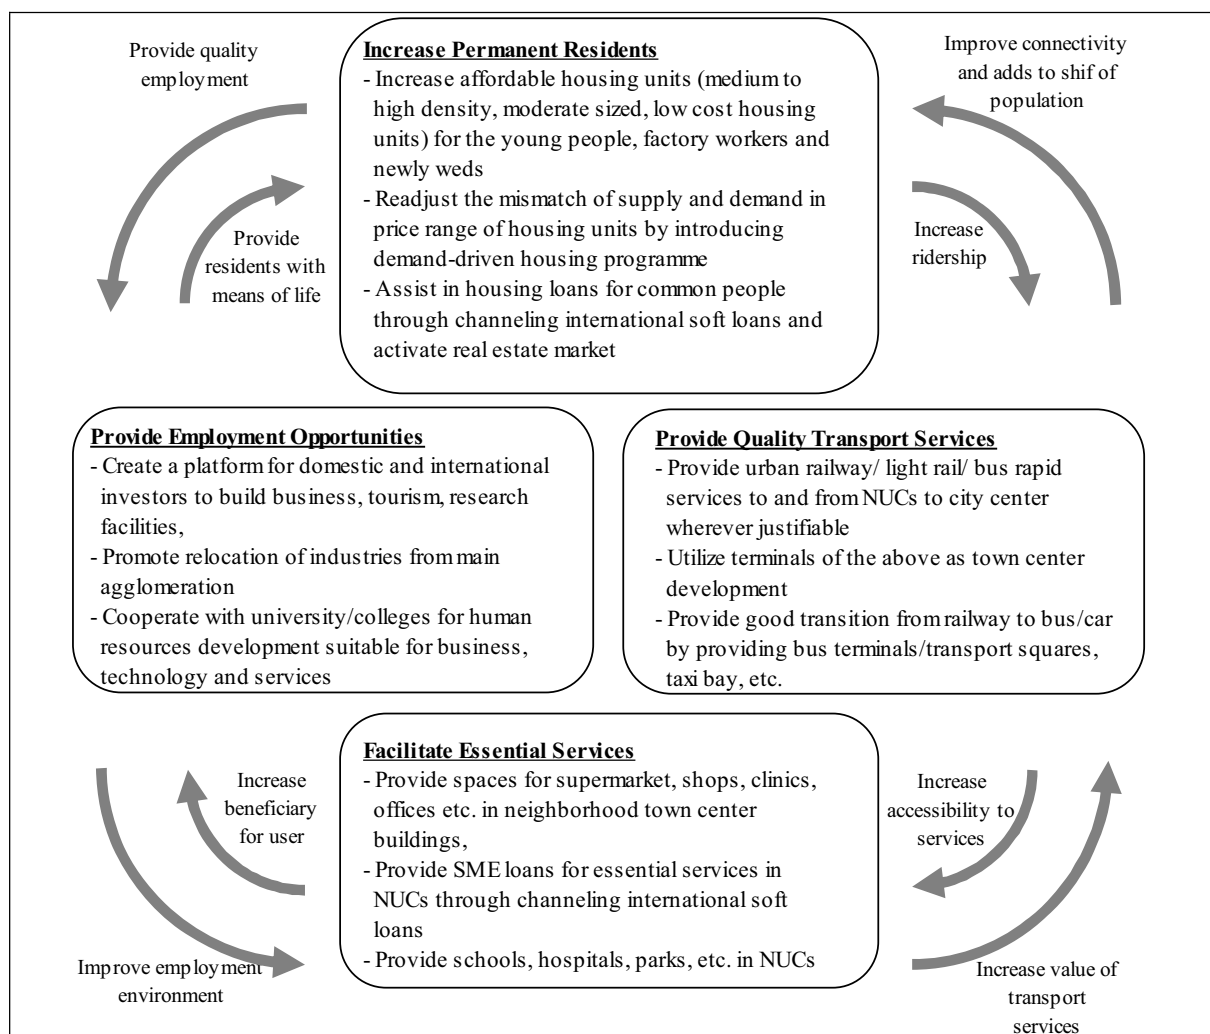 Provide quality
employment
Increase Permanent Residents
- Increase affordable housing units (medium to
high density, moderate sized, low cost housing
units) for the young people, factory workers and
newly weds
- Readjust the mismatch of supply and demand in
price range of housing units by introducing
demand-driven housing programme
- Assist in housing loans for common people
through channeling international soft loans and
activate real estate market
Improve connectivity
and adds to shif of
population
Provide
residents with
means of life
Increase
ridership
Provide Employment Opportunities
- Create a platform for domestic and international
investors to build business, tourism, research
facilities,
- Promote relocation of industries from main
agglomeration
- Cooperate with university/colleges for human
resources development suitable for business,
technology and services
Provide Quality Transport Services
- Provide urban railway/ light rail/ bus rapid
services to and from NUCs to city center
wherever justifiable
- Utilize terminals of the above as town center
development
- Provide good transition from railway to bus/car
by providing bus terminals/transport squares,
taxi bay, etc.
Increase
beneficiary
for user
Facilitate Essential Services
- Provide spaces for supermarket, shops, clinics,
offices etc. in neighborhood town center
buildings,
- Provide SME loans for essential services in
NUCs through channeling international soft
loans
- Provide schools, hospitals, parks, etc. in NUCs
Increase
accessibility to
services
Improve employment
environment
Increase value of
transport
services